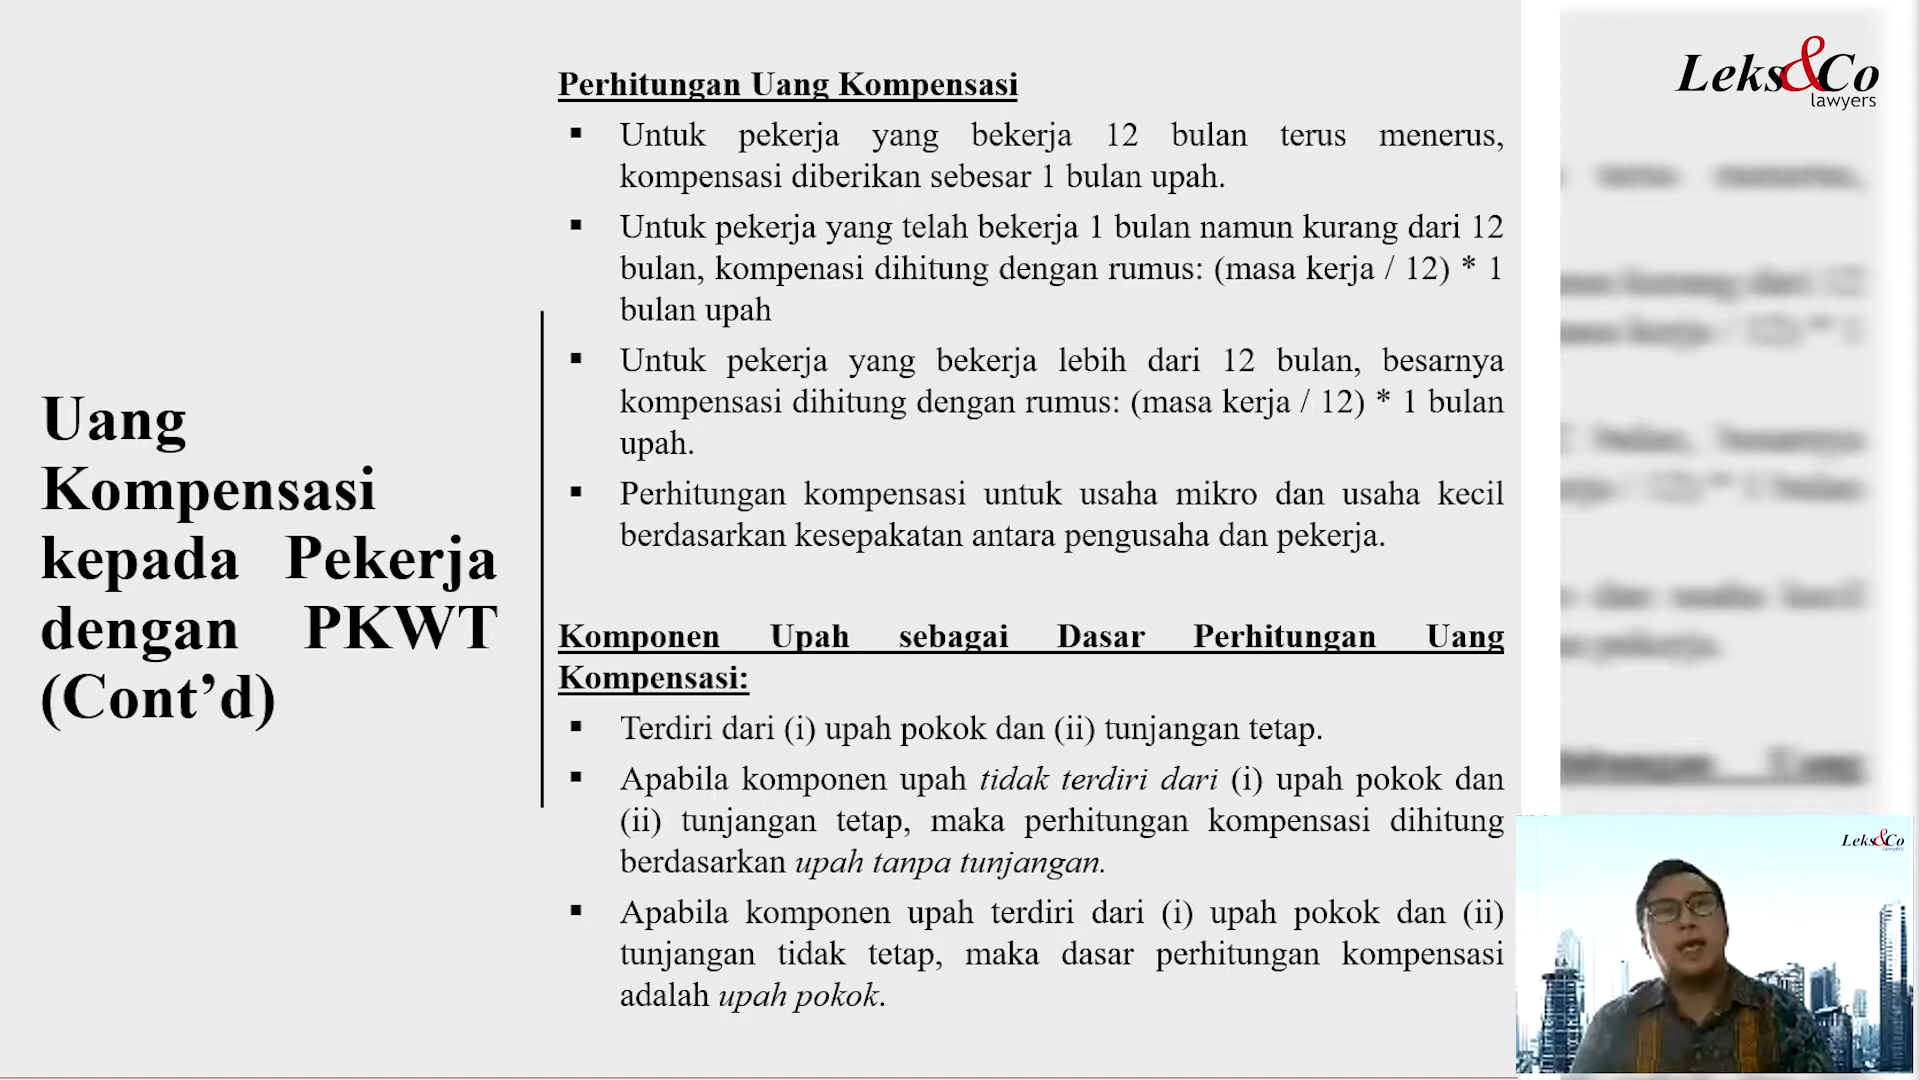 Uang
Kompensasi
kepada Pekerja
dengan PKWT
(Cont’d)
Perhitungan Uang Kompensasi
▪ Untuk pekerja yang bekerja 12 bulan terus menerus,
kompensasi diberikan sebesar 1 bulan upah.
▪ Untuk pekerja yang telah bekerja 1 bulan namun kurang dari 12
bulan, kompenasi dihitung dengan rumus: (masa kerja / 12) * 1
bulan upah
▪ Untuk pekerja yang bekerja lebih dari 12 bulan, besarnya
kompensasi dihitung dengan rumus: (masa kerja / 12) * 1 bulan
upah.
▪ Perhitungan kompensasi untuk usaha mikro dan usaha kecil
berdasarkan kesepakatan antara pengusaha dan pekerja.
Komponen Upah sebagai Dasar Perhitungan Uang
Kompensasi:
▪ Terdiri dari (i) upah pokok dan (ii) tunjangan tetap.
▪ Apabila komponen upah tidak terdiri dari (i) upah pokok dan
(ii) tunjangan tetap, maka perhitungan kompensasi dihitung
berdasarkan upah tanpa tunjangan.
▪ Apabila komponen upah terdiri dari (i) upah pokok dan (ii)
tunjangan tidak tetap, maka dasar perhitungan kompensasi
adalah upah pokok.
Leks&Co
lawyers
Leks&Co
lawyers